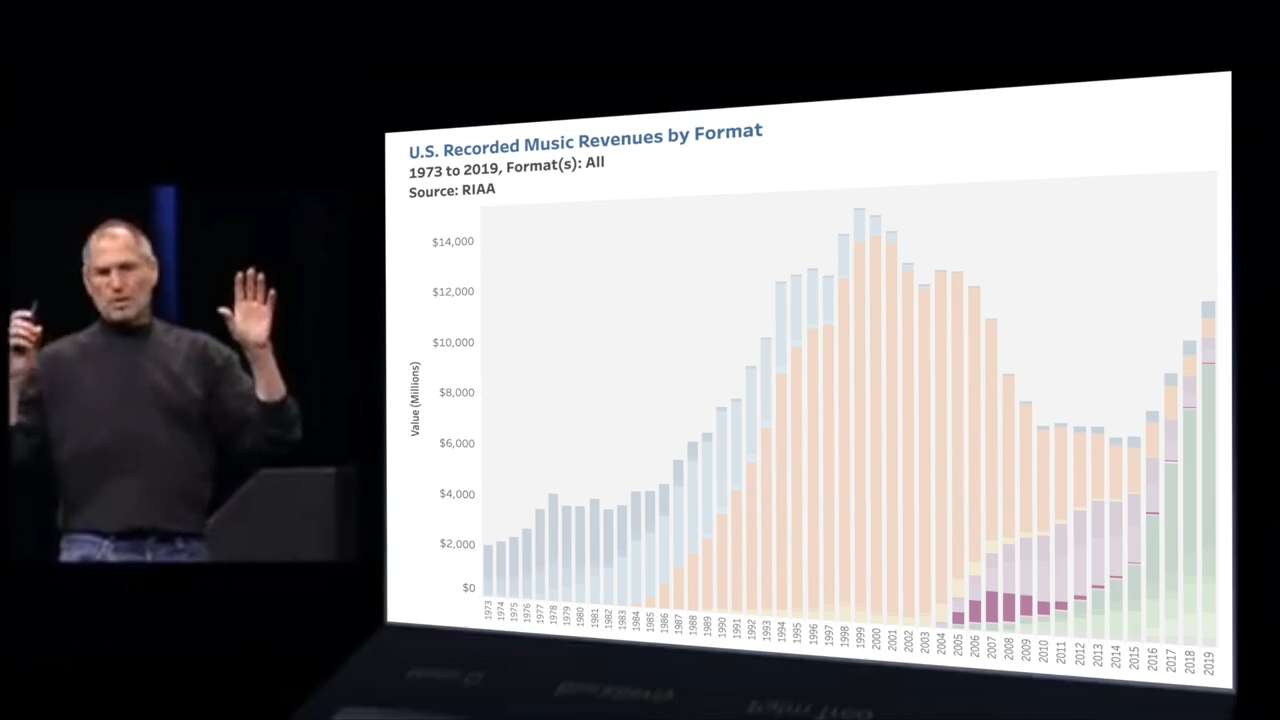 U.S. Recorded Music Revenues by Format
1973 to 2019, Format(s): All
Source: RIAA
Value (Millions)
$14,000
$12,000
$10,000
$8,000
$6,000
$4,000
$2,000
$0
1973 1974 1975 1976 1977 1978 1979 1980 1981 1982 1983 1984 1985 1986 1987 1988 1989 1990 1991 1992 1993 1994 1995 1996 1997 1998 1999 2000 2001 2002 2003 2004 2005 2006 2007 2008 2009 2010 2011 2012 2013 2014 2015 2016 2017 2018 2019